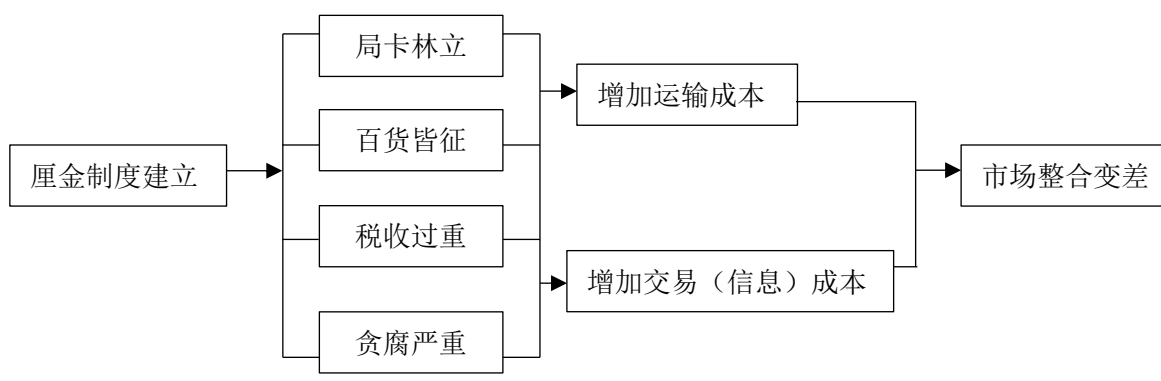 厘金制度建立
局卡林立
百货皆征
税收过重
贪腐严重
增加运输成本
增加交易（信息）成本
市场整合变差